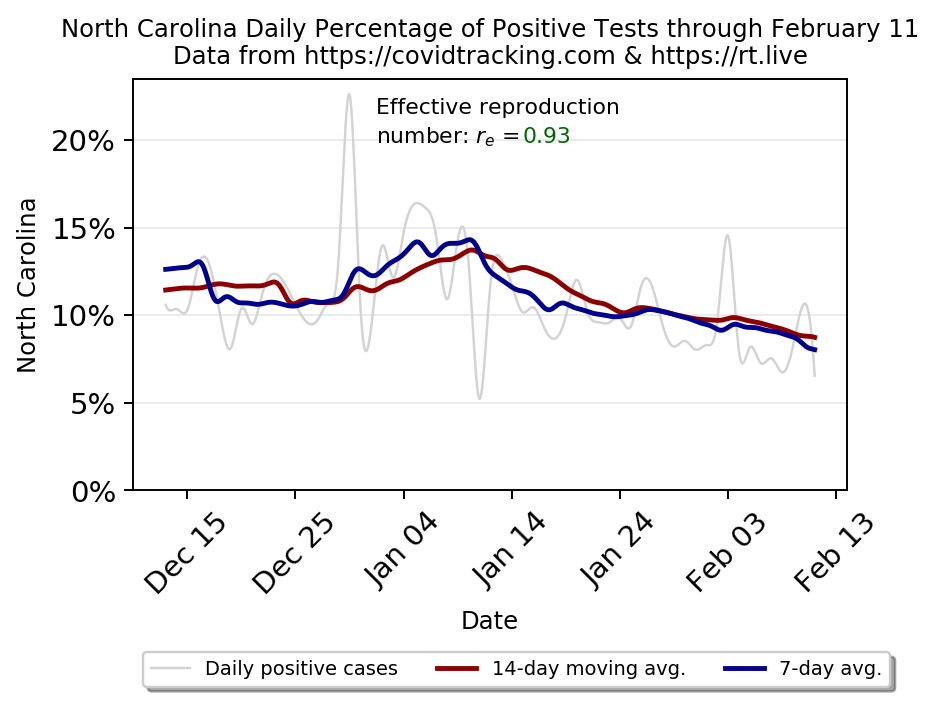 North Carolina Daily Percentage of Positive Tests through February 11
Data from https://covidtracking.com & https://rt.live
Effective reproduction
number: rₑ =0.93
20%
15%
10%
5%
0%
North Carolina
Dec 15
Dec 25
Jan 04
Jan 14
Jan 24
Feb 03
Feb 13
Date
Daily positive cases
14-day moving avg.
7-day avg.